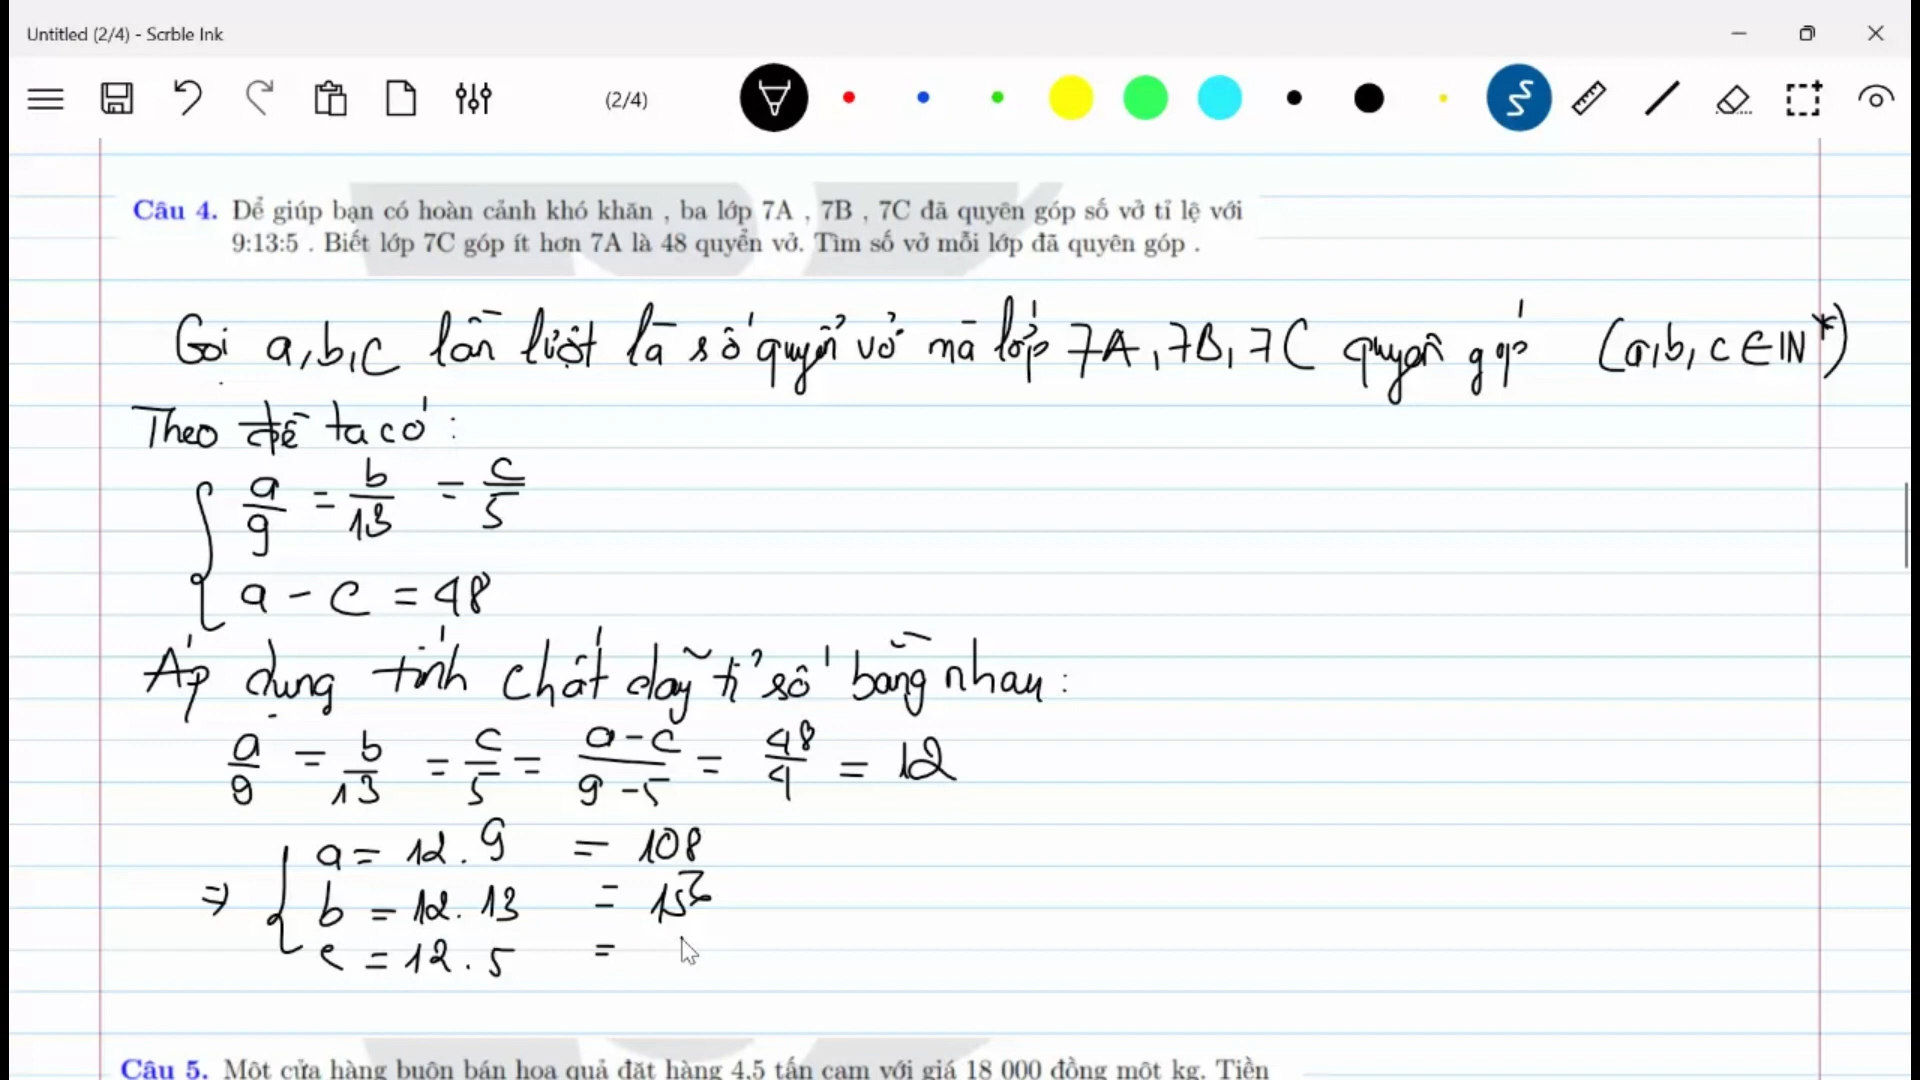 Untitled (2/4) - Scrble Ink
(2/4)
Câu 4. Để giúp bạn có hoàn cảnh khó khăn , ba lớp 7A , 7B , 7C đã quyên góp số vở tỉ lệ với
9:13:5 . Biết lớp 7C góp ít hơn 7A là 48 quyển vở. Tìm số vở mỗi lớp đã quyên góp .
Gọi a,b,c lần lượt là số quyển vở mà lớp 7A, 7B, 7C quyên góp (a,b, c ∈ IN*)
Theo đề ta có :
{ a/9 = b/13 = c/5
a - c = 48
Áp dụng tính chất dãy tỉ số bằng nhau :
a/9 = b/13 = c/5 = (a-c)/(9-5) = 48/4 = 12
a = 12 . 9 = 108
=> { b = 12. 13 = 156
c = 12 . 5 =
Câu 5. Một cửa hàng buôn bán hoa quả đặt hàng 4,5 tấn cam với giá 18 000 đồng một kg. Tiền